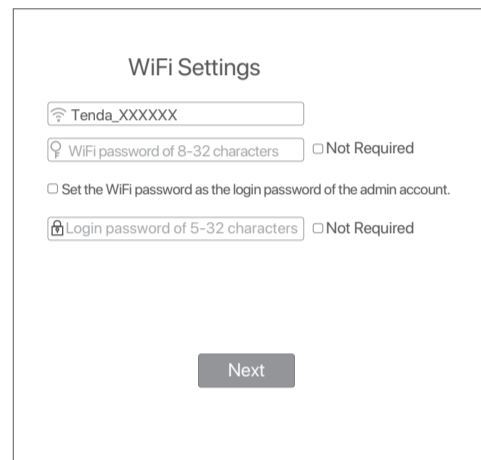 WiFi Settings
Tenda_XXXXXX
WiFi password of 8-32 characters Not Required
Set the WiFi password as the login password of the admin account.
Login password of 5-32 characters Not Required
Next